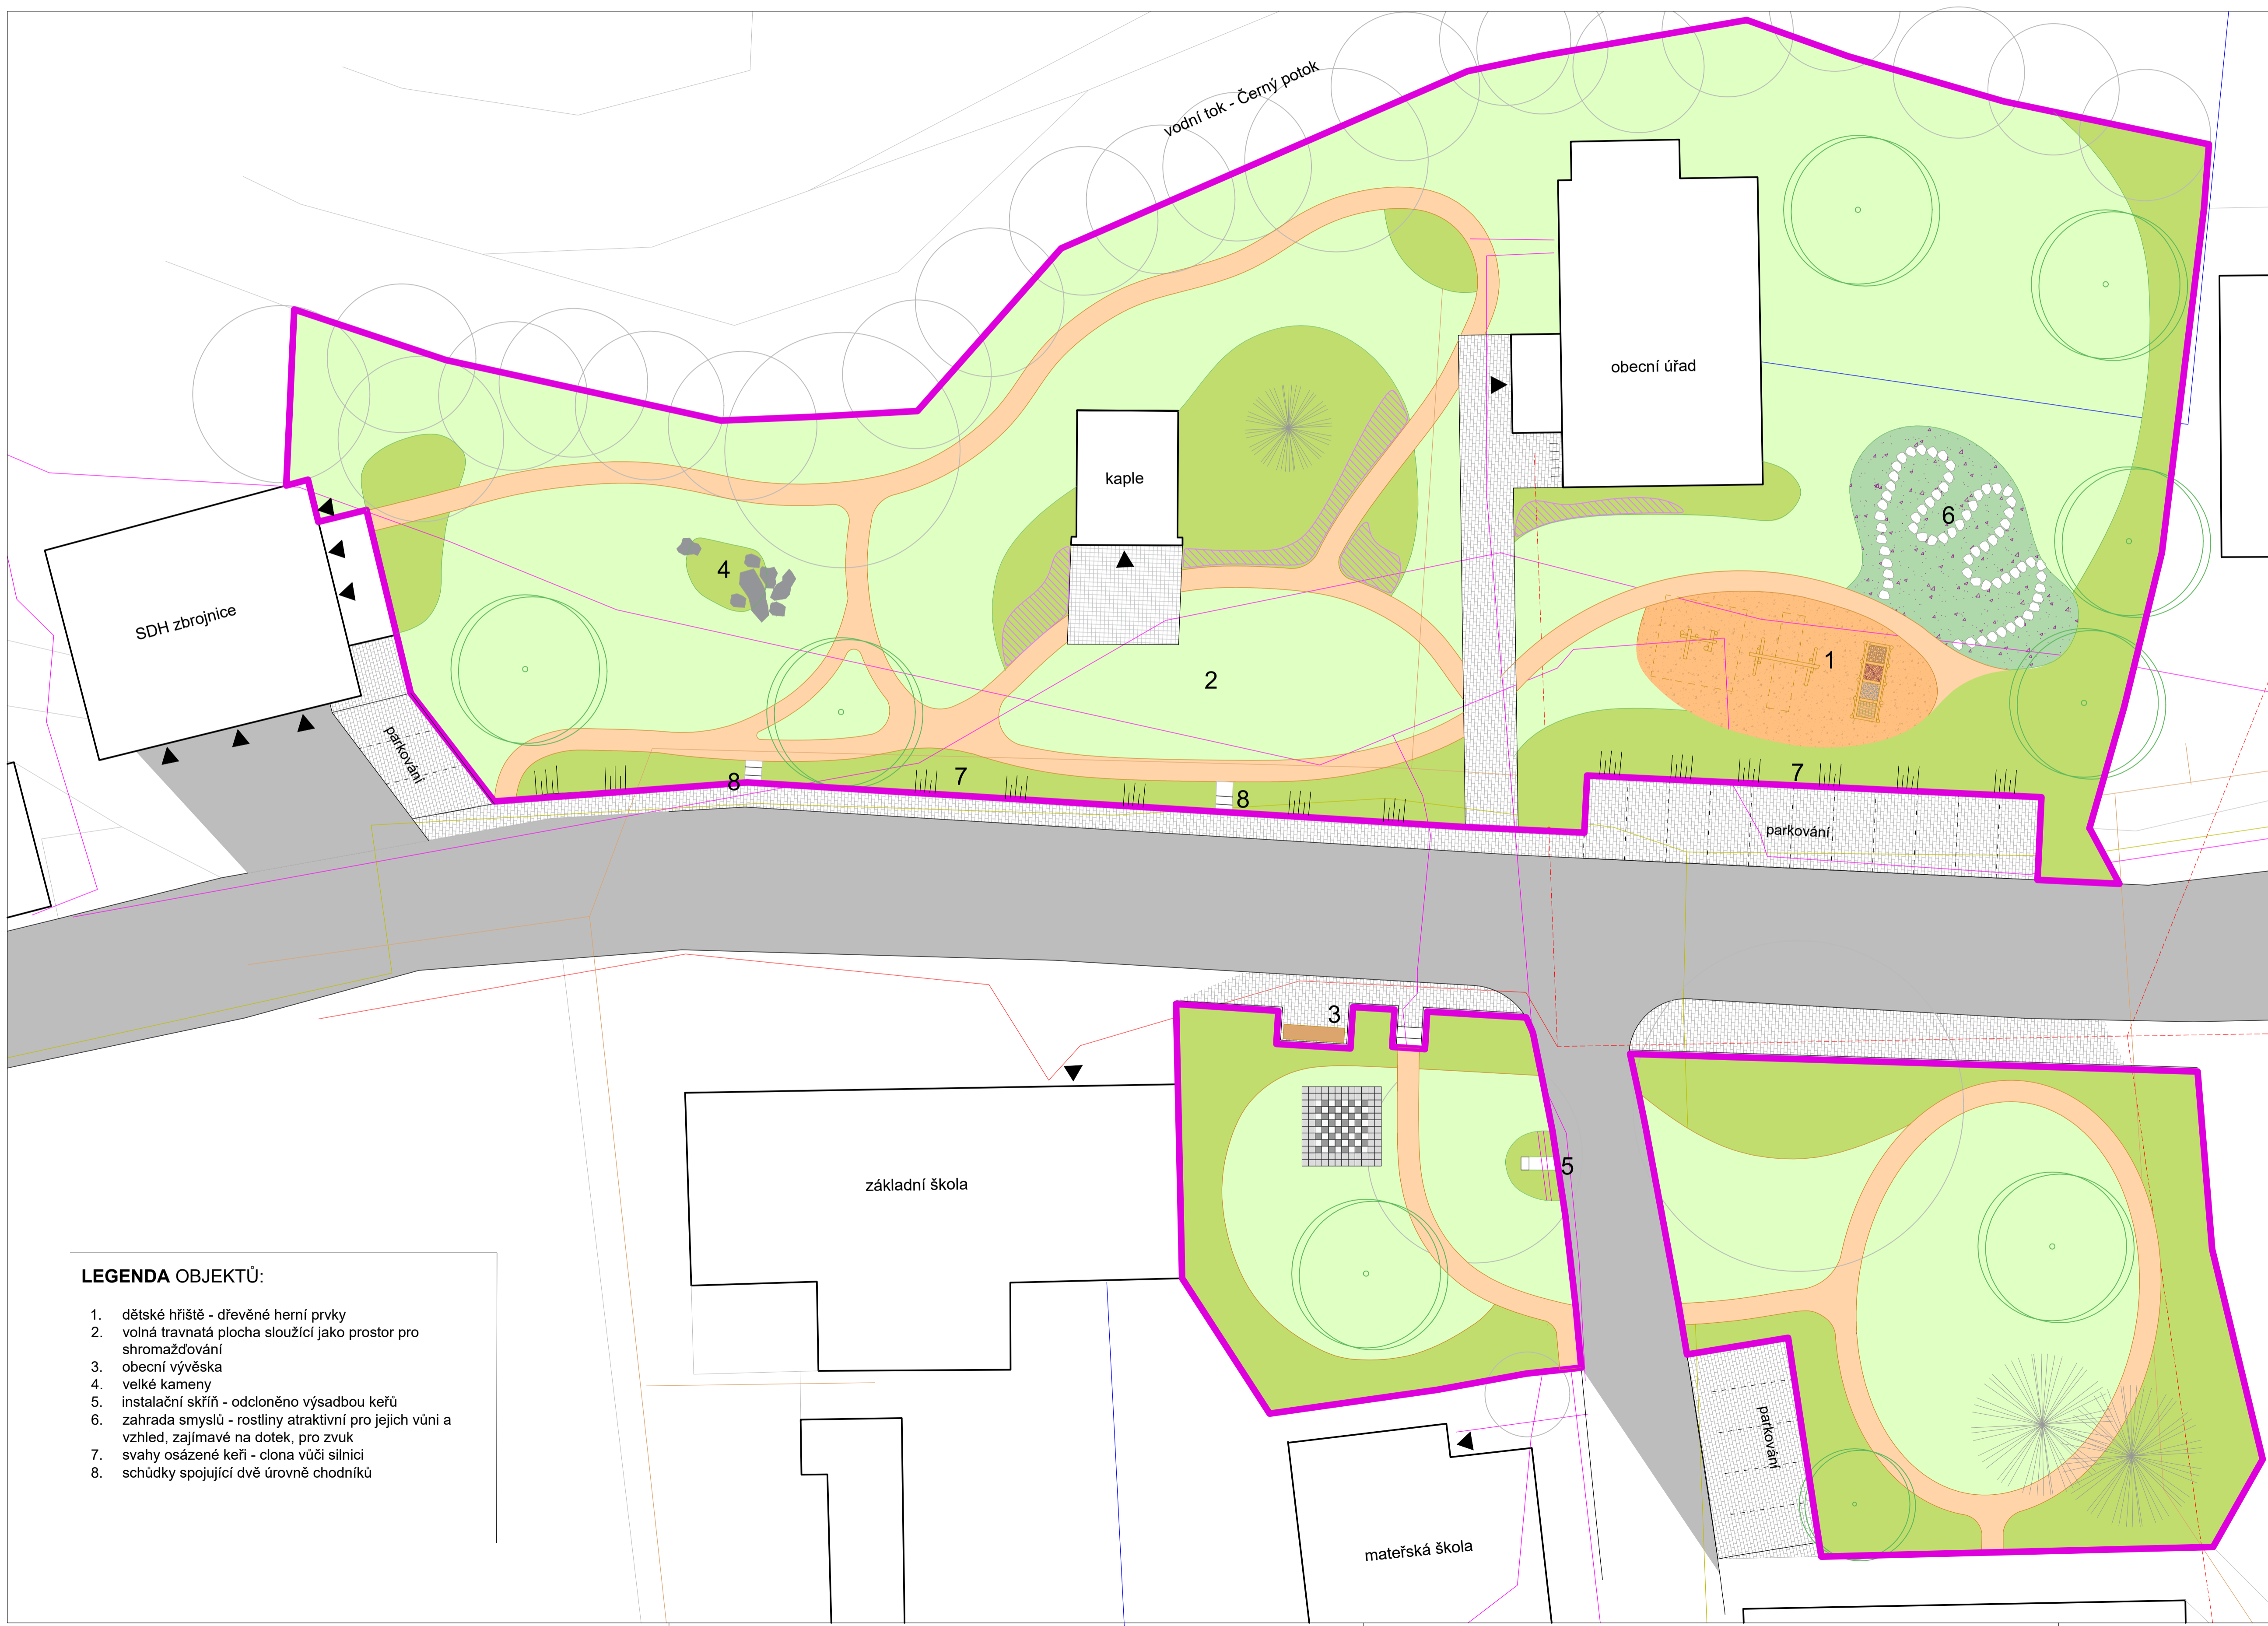 vodní tok - Černý potok
obecní úřad
kaple
6
4
SDH zbrojnice
1
2
parkování
8
7
8
7
parkování
3
5
základní škola
parkování
mateřská škola
LEGENDA OBJEKTŮ:
1. dětské hřiště - dřevěné herní prvky
2. volná travnatá plocha sloužící jako prostor pro
shromažďování
3. obecní vývěska
4. velké kameny
5. instalační skříň - odcloněno výsadbou keřů
6. zahrada smyslů - rostliny atraktivní pro jejich vůni a
vzhled, zajímavé na dotek, pro zvuk
7. svahy osázené keři - clona vůči silnici
8. schůdky spojující dvě úrovně chodníků